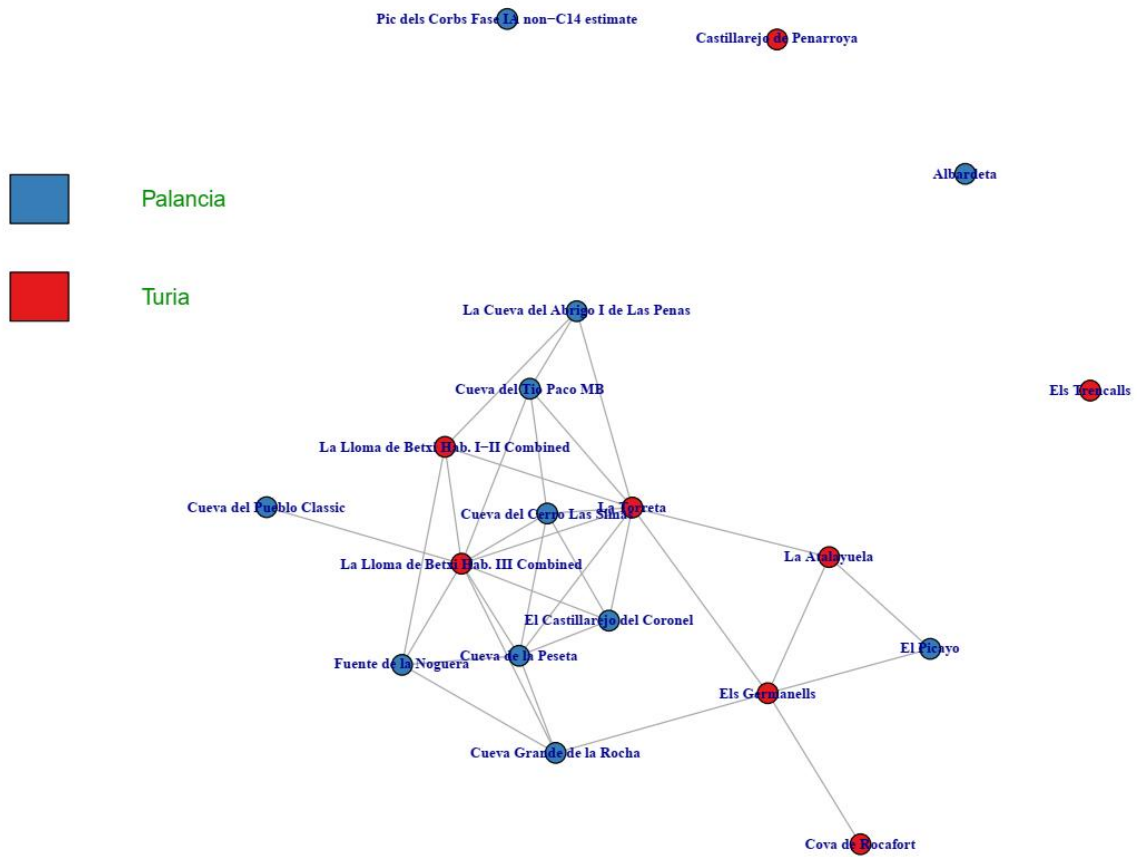 Pic dels Corbs Fase IA non−C14 estimate
Castillarejo de Penarroya
Albardeta
Palancia
Turia
La Cueva del Abrigo I de Las Penas
Cueva del Tio Paco MB
Els Trencalls
La Lloma de Betxi Hab. I−II Combined
Cueva del Pueblo Classic
Cueva del Cerro Las Simas
La Torreta
La Lloma de Betxi Hab. III Combined
La Atalayuela
El Castillarejo del Coronel
El Picayo
Fuente de la Noguera
Cueva de la Peseta
Els Germanells
Cueva Grande de la Rocha
Cova de Rocafort